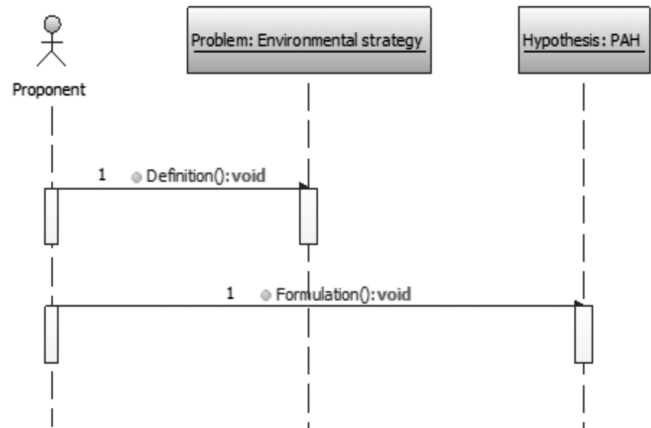 Problem: Environmental strategy
Hypothesis: PAH
Proponent
1 Definition():void
1 Formulation():void